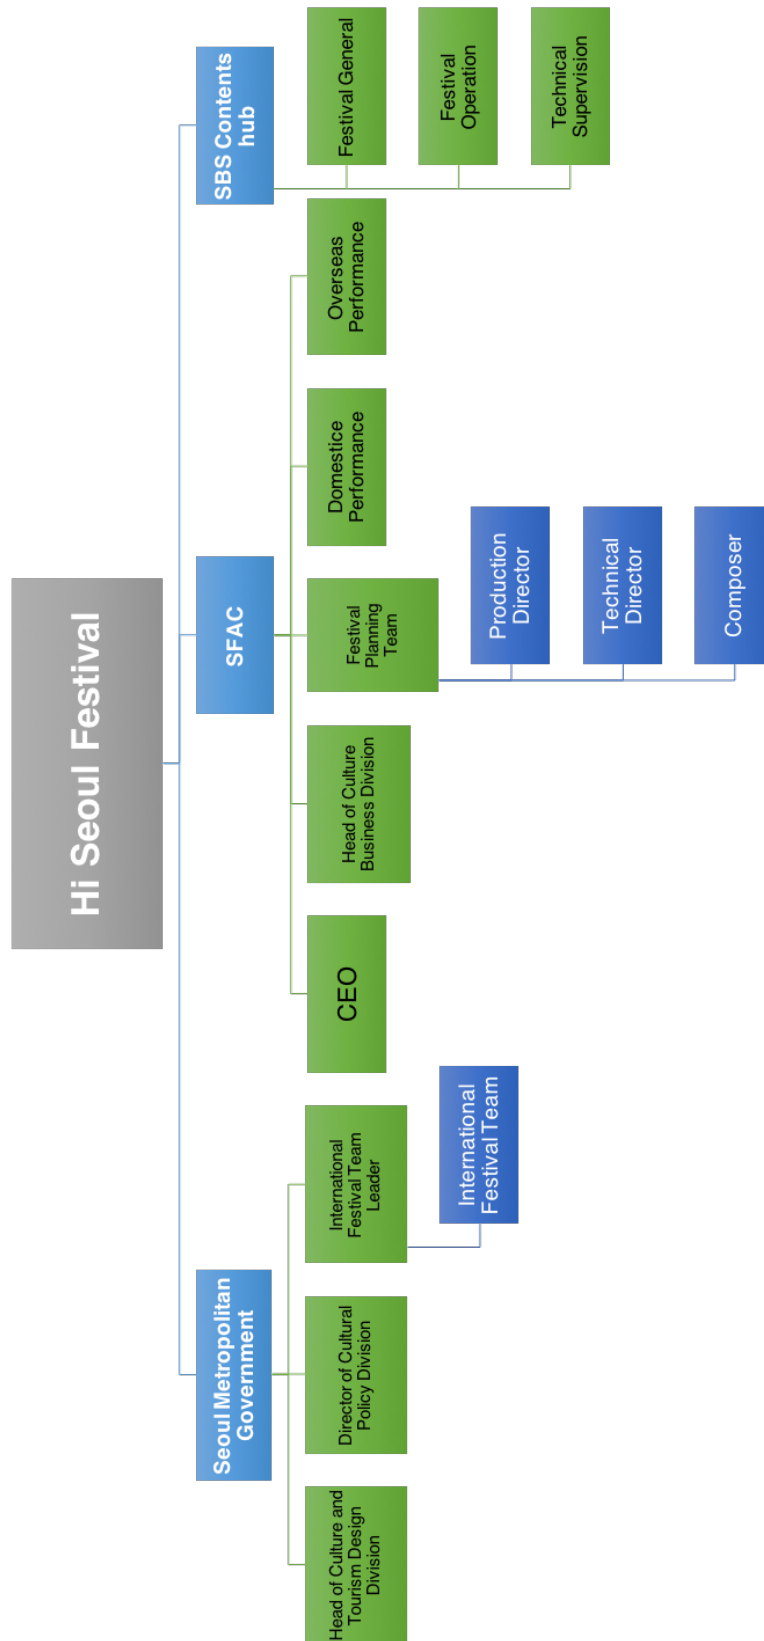 Hi Seoul Festival
Seoul Metropolitan
Government
SFAC
SBS Contents
hub
Head of Culture and
Tourism Design
Division
Director of Cultural
Policy Division
International
Festival Team
Leader
CEO
Head of Culture
Business Division
Festival
Planning
Team
Domestice
Performance
Overseas
Performance
Festival General
Festival
Operation
Technical
Supervision
International
Festival Team
Production
Director
Technical
Director
Composer